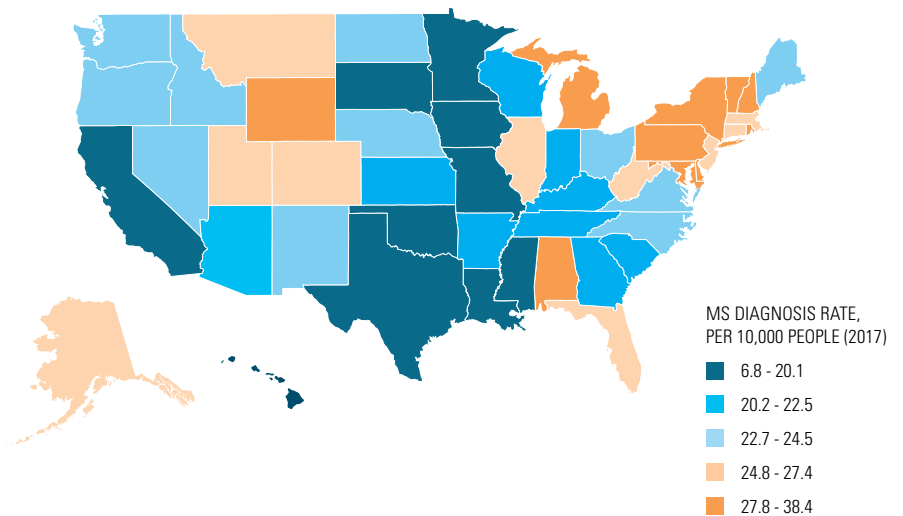 MS DIAGNOSIS RATE,
PER 10,000 PEOPLE (2017)
6.8 - 20.1
20.2 - 22.5
22.7 - 24.5
24.8 - 27.4
27.8 - 38.4